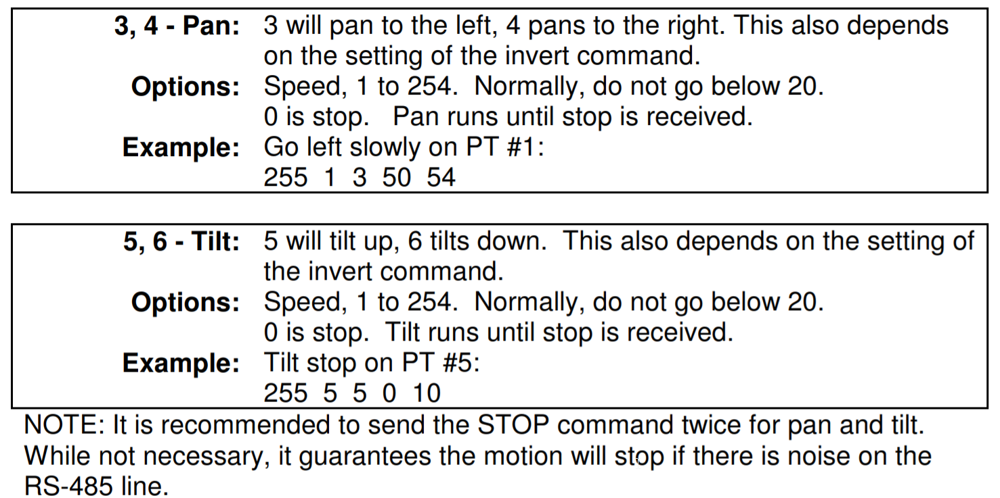 3, 4 - Pan: 3 will pan to the left, 4 pans to the right. This also depends
on the setting of the invert command.
Options: Speed, 1 to 254.  Normally, do not go below 20.
0 is stop.   Pan runs until stop is received.
Example: Go left slowly on PT #1:
255  1  3  50  54
5, 6 - Tilt: 5 will tilt up, 6 tilts down.  This also depends on the setting of
the invert command.
Options: Speed, 1 to 254.  Normally, do not go below 20.
0 is stop.  Tilt runs until stop is received.
Example: Tilt stop on PT #5:
255  5  5  0  10
NOTE: It is recommended to send the STOP command twice for pan and tilt.
While not necessary, it guarantees the motion will stop if there is noise on the
RS-485 line.